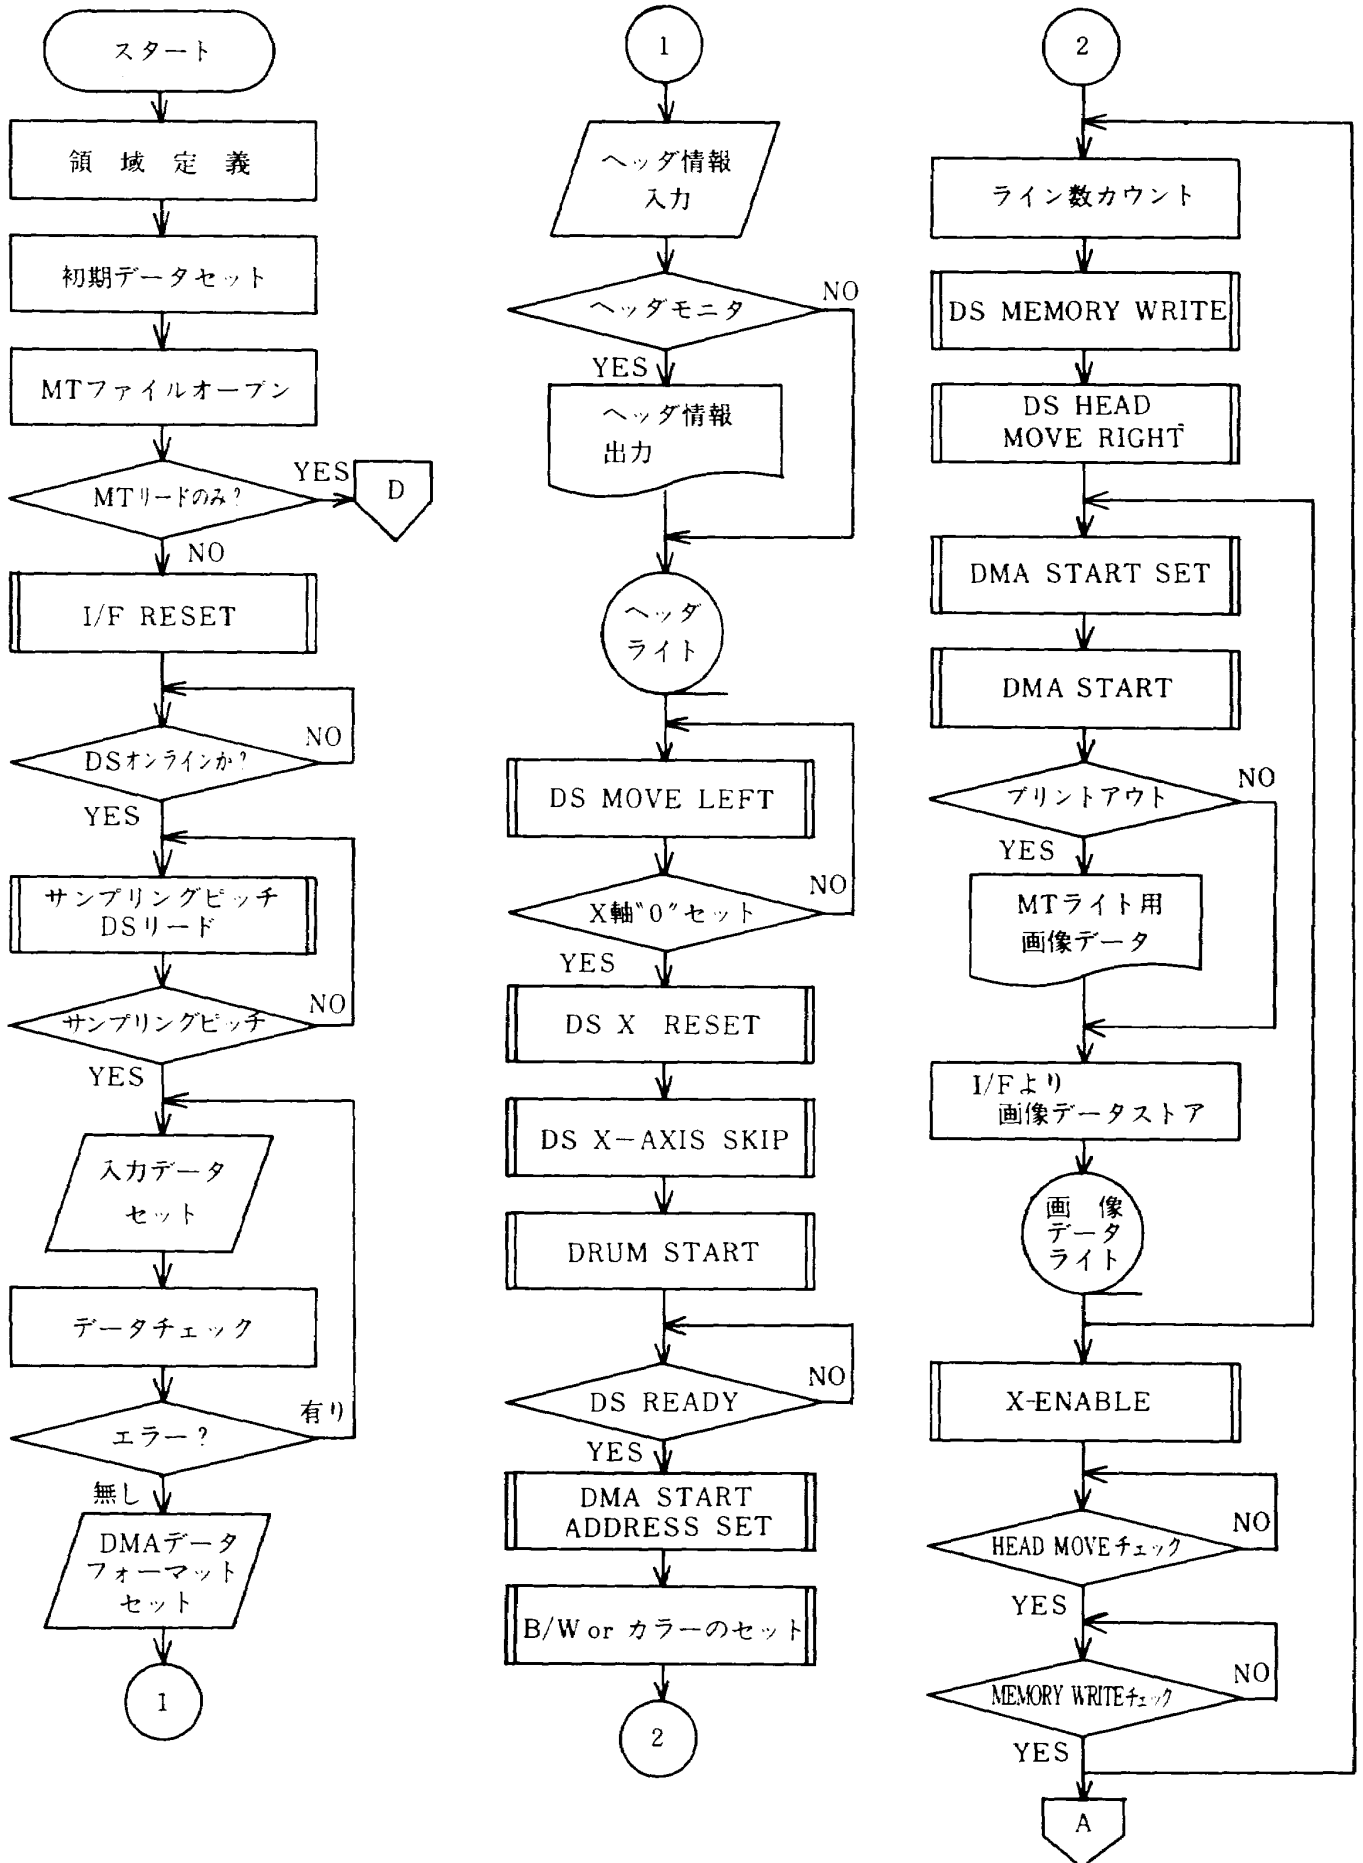 スタート
領域定義
初期データセット
MTファイルオープン
MTリードのみ?
YES
D
NO
I/F RESET
DSオンラインか?
NO
YES
サンプリングピッチ
DSリード
サンプリングピッチ
NO
YES
入力データ
セット
データチェック
エラー?
有り
無し
DMAデータ
フォーマット
セット
1
1
ヘッダ情報
入力
ヘッダモニタ
NO
YES
ヘッダ情報
出力
ヘッダ
ライト
DS MOVE LEFT
X軸"0"セット
NO
YES
DS X RESET
DS X-AXIS SKIP
DRUM START
DS READY
NO
YES
DMA START
ADDRESS SET
B/W or カラーのセット
2
2
ライン数カウント
DS MEMORY WRITE
DS HEAD
MOVE RIGHT
DMA START SET
DMA START
プリントアウト
NO
YES
MTライト用
画像データ
I/Fより
画像データストア
画像
データ
ライト
X-ENABLE
HEAD MOVEチェック
NO
YES
MEMORY WRITEチェック
NO
YES
A